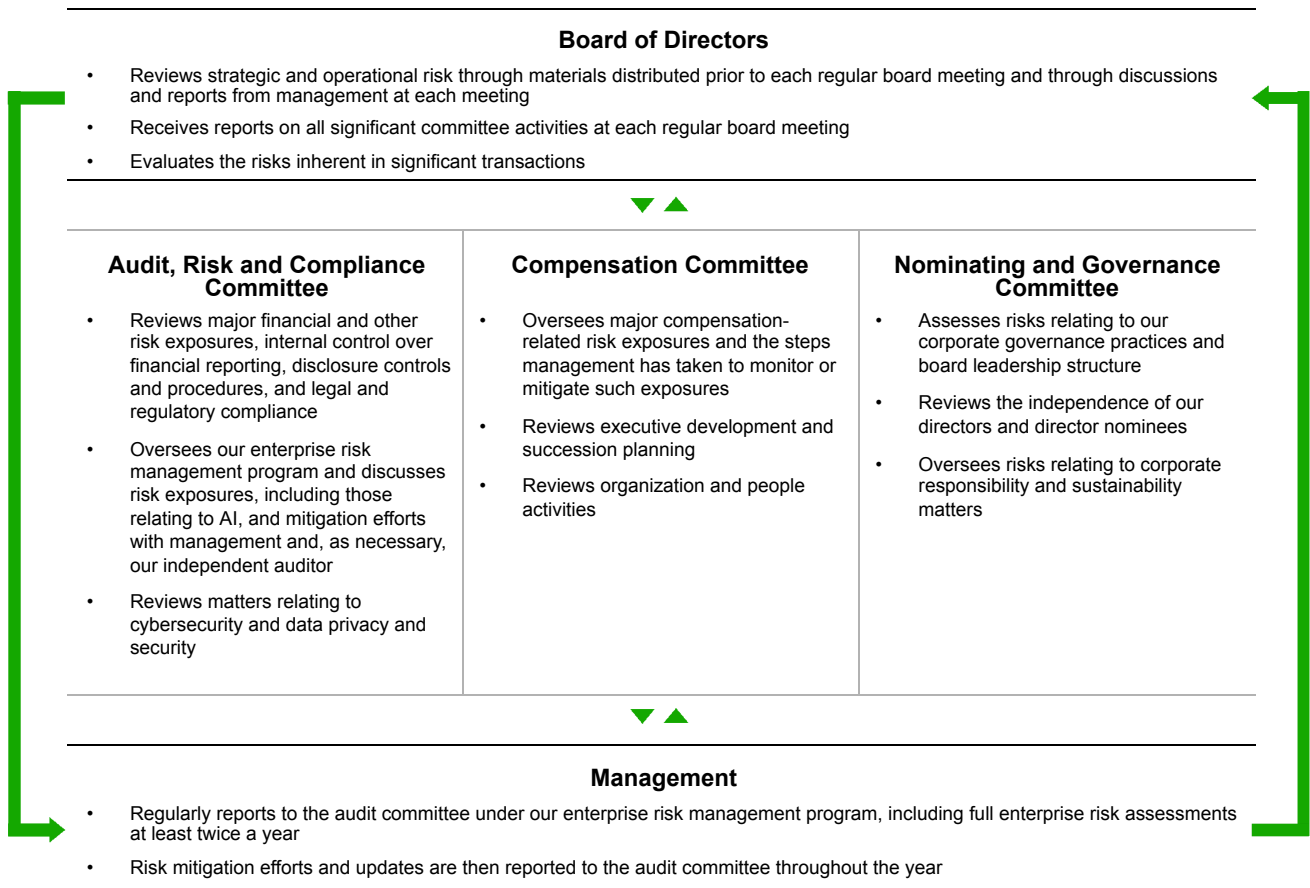 Board of Directors
• Reviews strategic and operational risk through materials distributed prior to each regular board meeting and through discussions
and reports from management at each meeting
• Receives reports on all significant committee activities at each regular board meeting
• Evaluates the risks inherent in significant transactions
Audit, Risk and Compliance
Committee
• Reviews major financial and other
risk exposures, internal control over
financial reporting, disclosure controls
and procedures, and legal and
regulatory compliance
• Oversees our enterprise risk
management program and discusses
risk exposures, including those
relating to AI, and mitigation efforts
with management and, as necessary,
our independent auditor
• Reviews matters relating to
cybersecurity and data privacy and
security
Compensation Committee
• Oversees major compensation-
related risk exposures and the steps
management has taken to monitor or
mitigate such exposures
• Reviews executive development and
succession planning
• Reviews organization and people
activities
Nominating and Governance
Committee
• Assesses risks relating to our
corporate governance practices and
board leadership structure
• Reviews the independence of our
directors and director nominees
• Oversees risks relating to corporate
responsibility and sustainability
matters
Management
• Regularly reports to the audit committee under our enterprise risk management program, including full enterprise risk assessments
at least twice a year
• Risk mitigation efforts and updates are then reported to the audit committee throughout the year